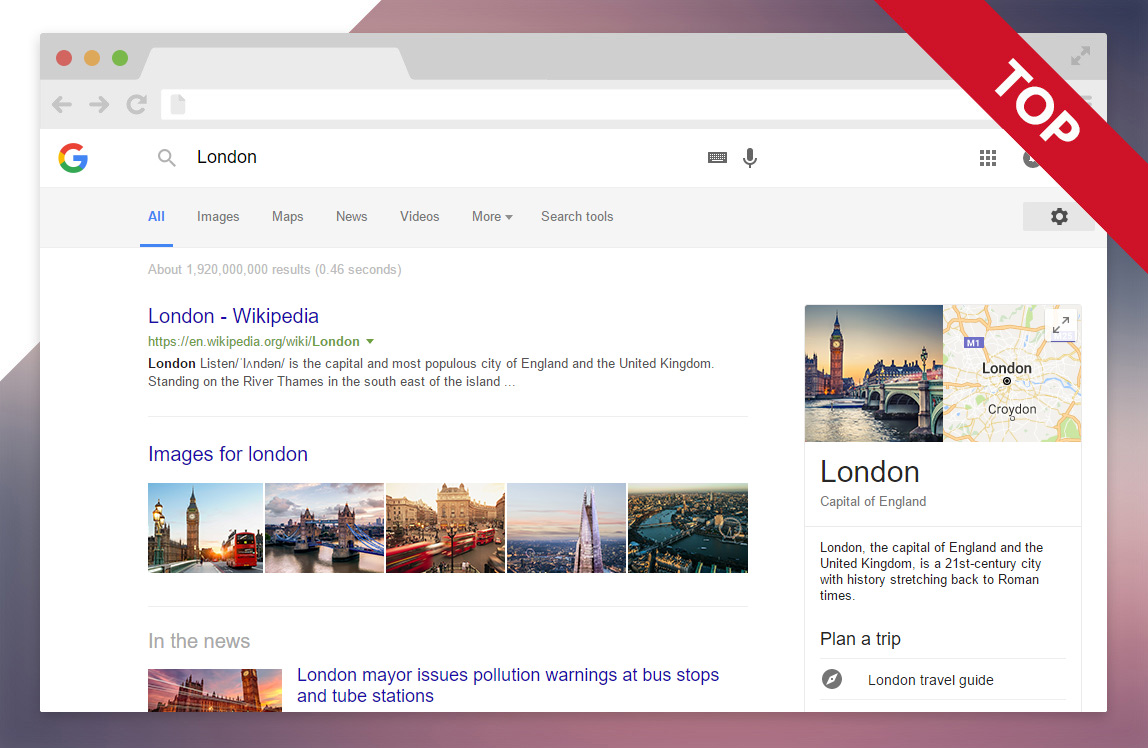 TOP
London
All Images Maps News Videos More Search tools
About 1,920,000,000 results (0.46 seconds)
London - Wikipedia
https://en.wikipedia.org/wiki/London
London Listen/ˈlʌndən/ is the capital and most populous city of England and the United Kingdom.
Standing on the River Thames in the south east of the island ...
Images for london
In the news
London mayor issues pollution warnings at bus stops
and tube stations
M1
London
Croydon
London
Capital of England
London, the capital of England and the
United Kingdom, is a 21st-century city
with history stretching back to Roman
times.
Plan a trip
London travel guide